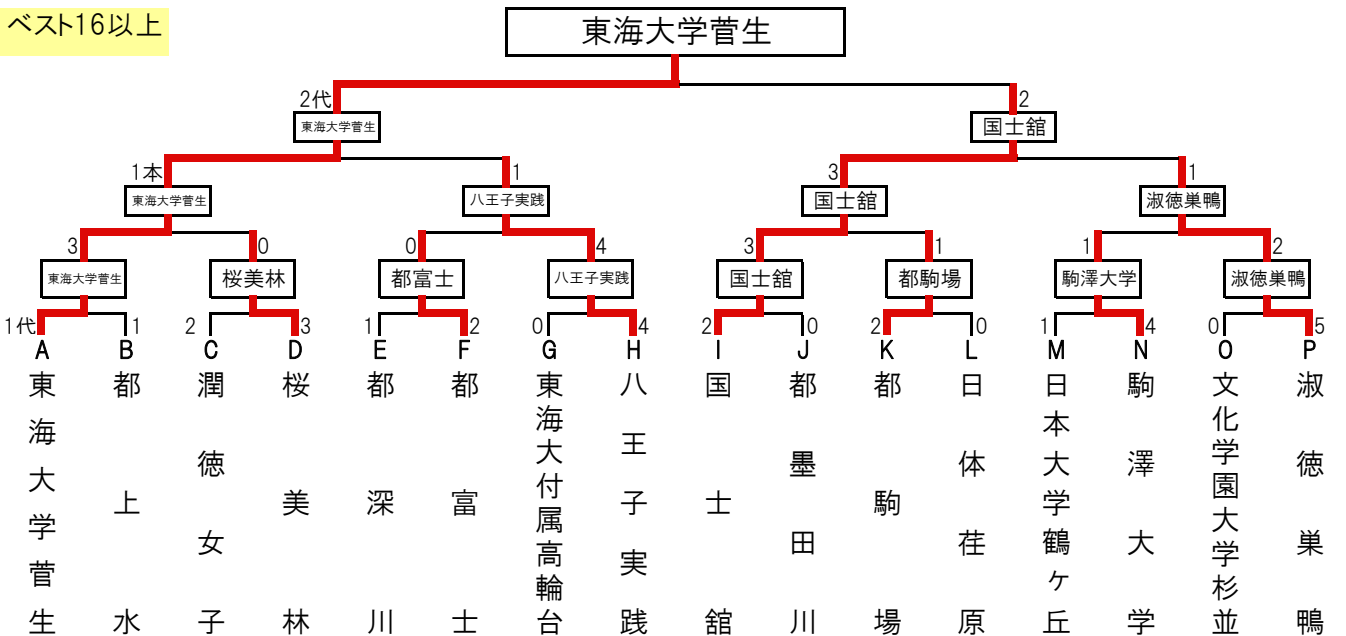 ベスト16以上
東海大学菅生
2代 2
東海大学菅生 国士舘
1本 1 3 1
東海大学菅生 八王子実践 国士舘 淑徳巣鴨
3 0 0 4 3 1 1 2
東海大学菅生 桜美林 都富士 八王子実践 国士舘 都駒場 駒澤大学 淑徳巣鴨
1代 1 2 3 1 2 0 4 2 0 2 0 1 4 0 5
A B C D E F G H I J K L M N O P
東海大学菅生
都上水
潤徳女子
桜美林
都深川
都富士
東海大付属高輪台
八王子実践
国士舘
都墨田川
都駒場
日体荏原
日本大学鶴ケ丘
駒澤大学
文化学園大学杉並
淑徳巣鴨